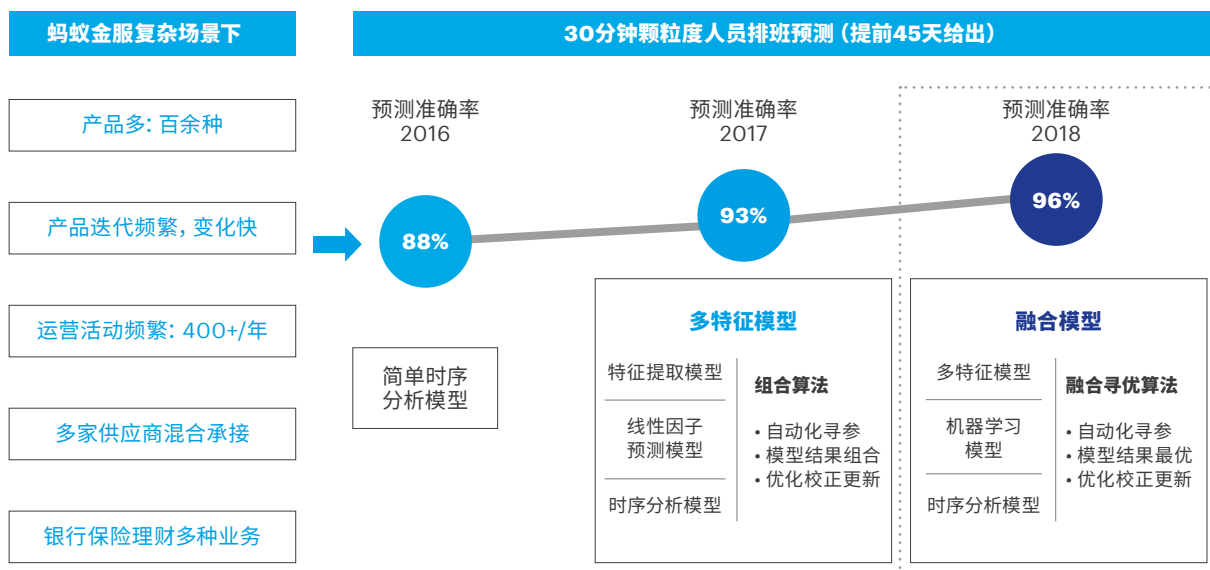 蚂蚁金服复杂场景下
产品多: 百余种
产品迭代频繁, 变化快
运营活动频繁: 400+/年
多家供应商混合承接
银行保险理财多种业务
30分钟颗粒度人员排班预测 (提前45天给出)
预测准确率
2016
88%
简单时序
分析模型
预测准确率
2017
93%
多特征模型
特征提取模型
线性因子
预测模型
时序分析模型
组合算法
• 自动化寻参
• 模型结果组合
• 优化校正更新
预测准确率
2018
96%
融合模型
多特征模型
机器学习
模型
时序分析模型
融合寻优算法
• 自动化寻参
• 模型结果最优
• 优化校正更新